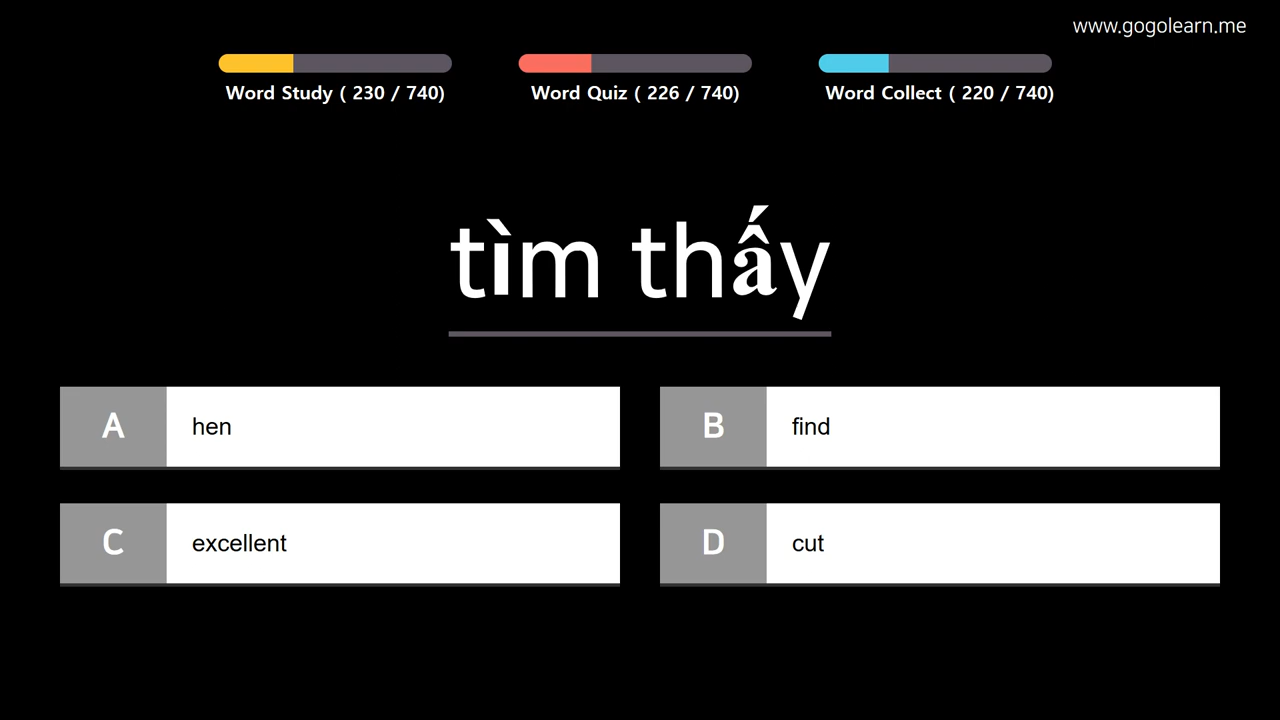 www.gogolearn.me
Word Study ( 230 / 740)
Word Quiz ( 226 / 740)
Word Collect ( 220 / 740)
tìm thấy
A hen
B find
C excellent
D cut